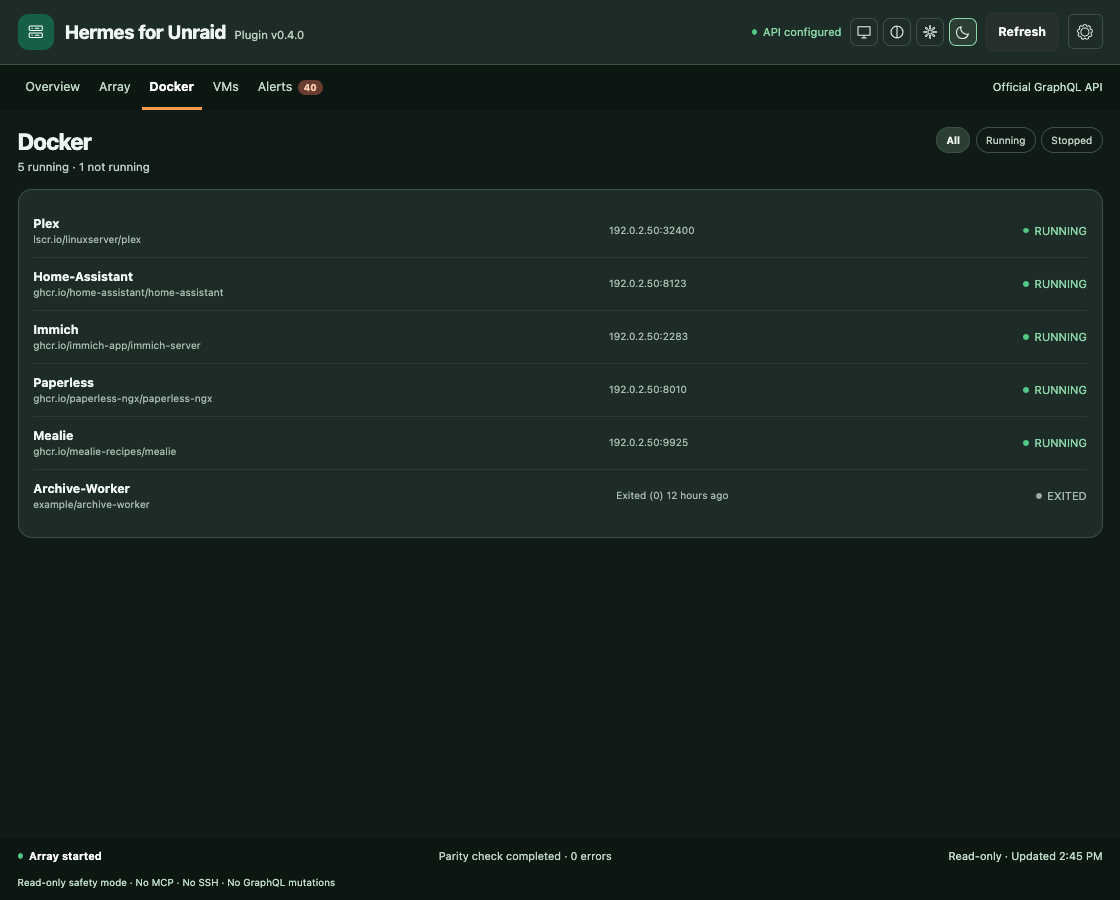 Hermes for Unraid Plugin v0.4.0
API configured
Refresh
Overview Array Docker VMs Alerts 40
Official GraphQL API
Docker
5 running · 1 not running
All Running Stopped
Plex
lscr.io/linuxserver/plex
192.0.2.50:32400
RUNNING
Home-Assistant
ghcr.io/home-assistant/home-assistant
192.0.2.50:8123
RUNNING
Immich
ghcr.io/immich-app/immich-server
192.0.2.50:2283
RUNNING
Paperless
ghcr.io/paperless-ngx/paperless-ngx
192.0.2.50:8010
RUNNING
Mealie
ghcr.io/mealie-recipes/mealie
192.0.2.50:9925
RUNNING
Archive-Worker
example/archive-worker
Exited (0) 12 hours ago
EXITED
Array started
Parity check completed · 0 errors
Read-only · Updated 2:45 PM
Read-only safety mode · No MCP · No SSH · No GraphQL mutations